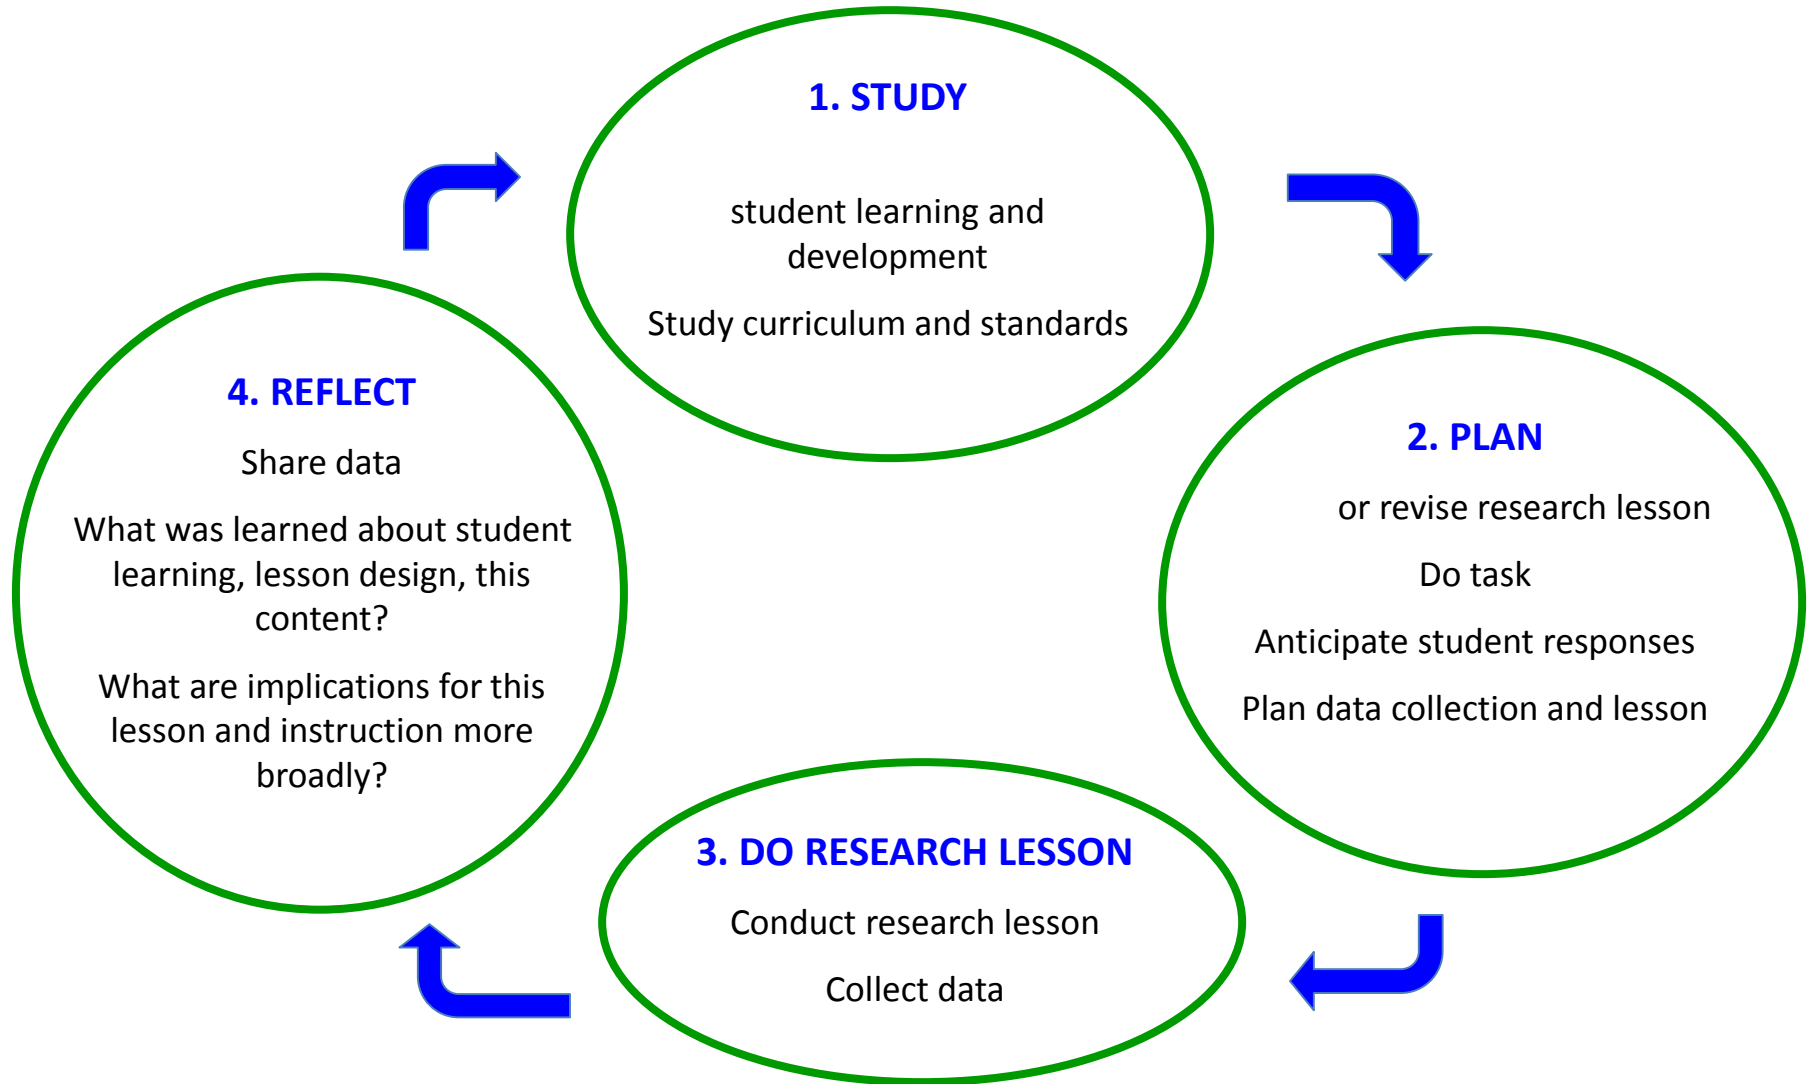 1. STUDY
student learning and
development
Study curriculum and standards
2. PLAN
or revise research lesson
Do task
Anticipate student responses
Plan data collection and lesson
3. DO RESEARCH LESSON
Conduct research lesson
Collect data
4. REFLECT
Share data
What was learned about student
learning, lesson design, this
content?
What are implications for this
lesson and instruction more
broadly?